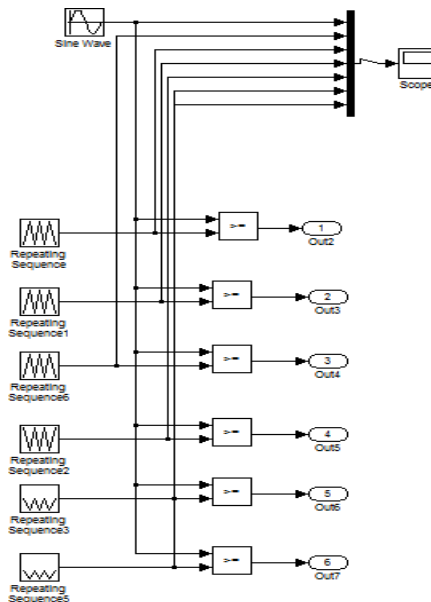 Sine Wave
Scope
>=
1
Out2
Repeating
Sequence
>=
2
Out3
Repeating
Sequence1
>=
3
Out4
Repeating
Sequence6
>=
4
Out5
Repeating
Sequence2
>=
5
Out6
Repeating
Sequence3
>=
6
Out7
Repeating
Sequence5